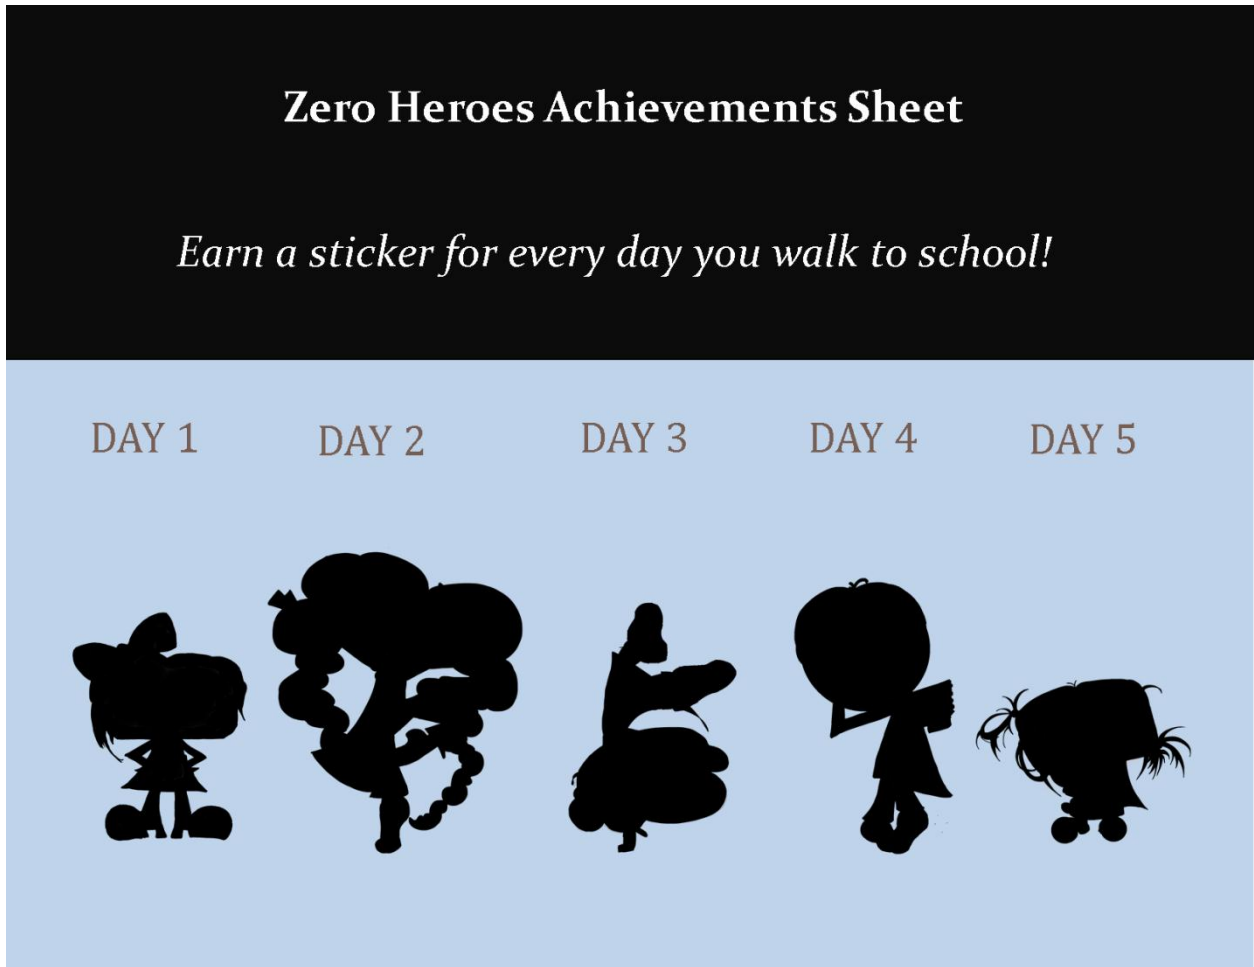 Zero Heroes Achievements Sheet
Earn a sticker for every day you walk to school!
DAY 1 DAY 2 DAY 3 DAY 4 DAY 5